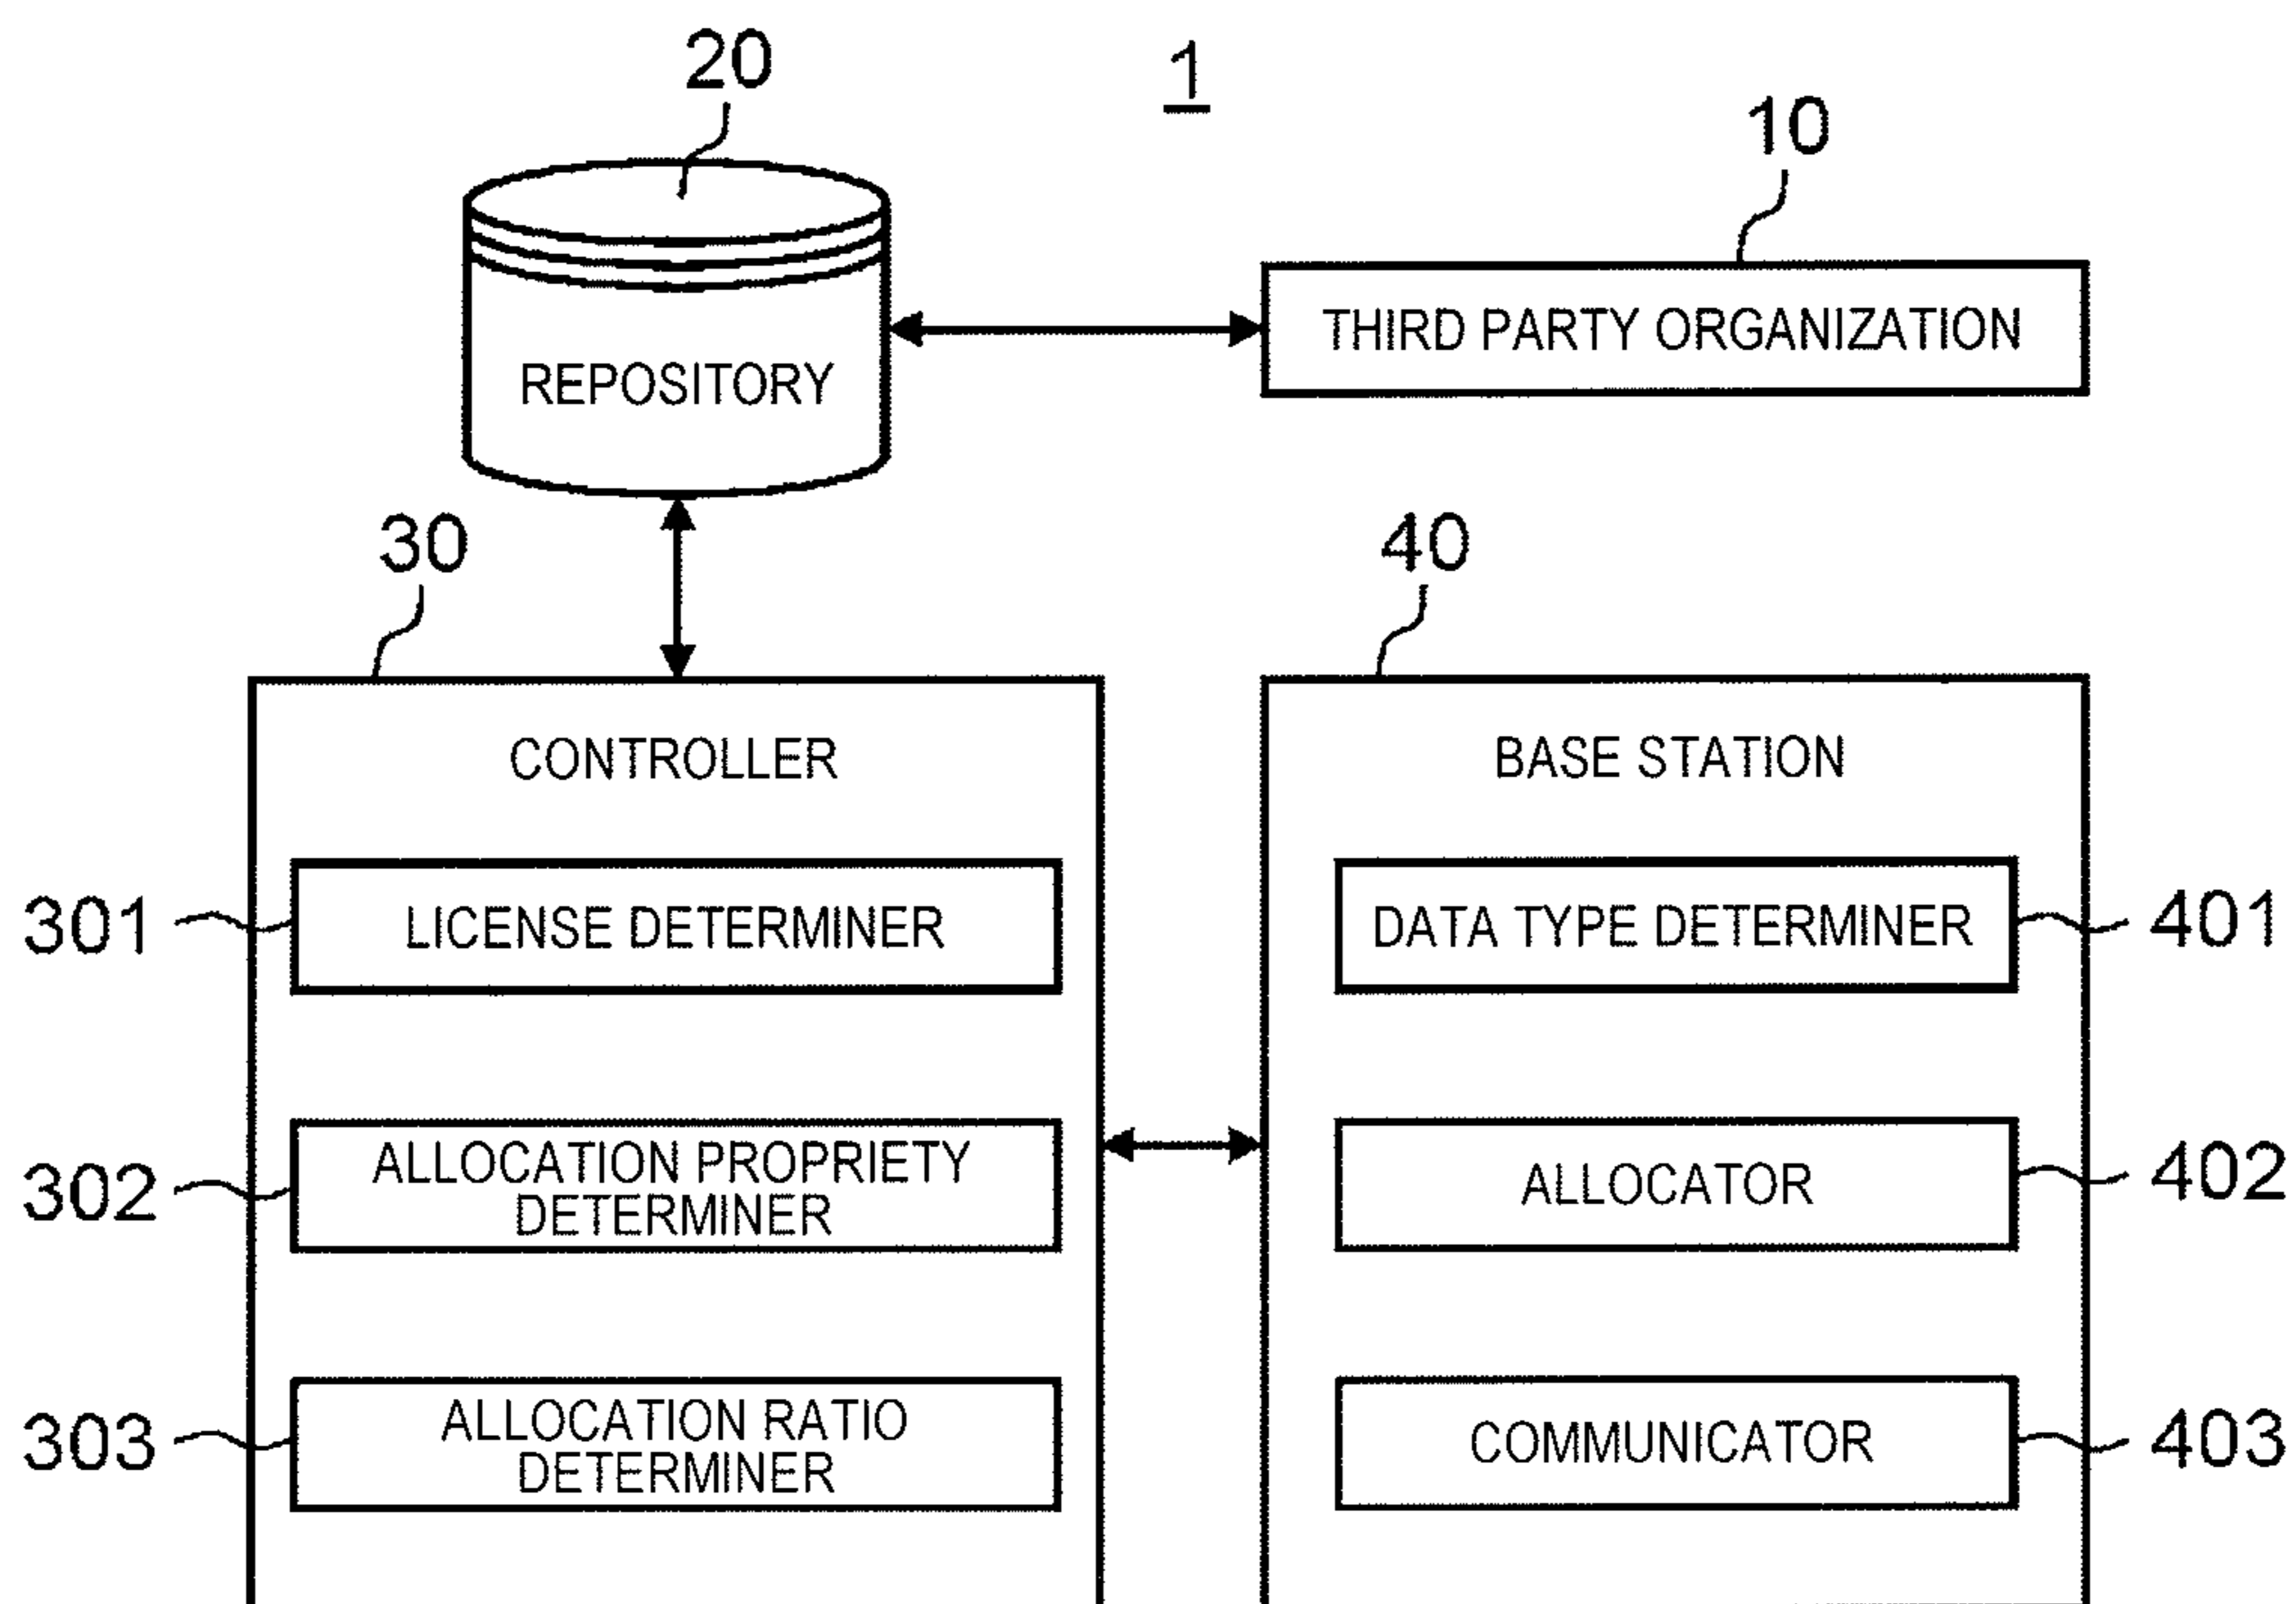 20
1
10
THIRD PARTY ORGANIZATION
REPOSITORY
30
40
CONTROLLER
BASE STATION
301
LICENSE DETERMINER
DATA TYPE DETERMINER
401
302
ALLOCATION PROPRIETY
DETERMINER
ALLOCATOR
402
303
ALLOCATION RATIO
DETERMINER
COMMUNICATOR
403